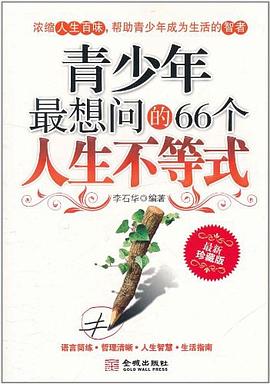 浓缩人生百味,帮助青少年成为生活的智者
青少年
最想问的66个
人生不等式
李石华 编著
最新
珍藏版
≠
语言简练·哲理清晰·人生智慧·生活指南
金城出版社
GOLD WALL PRESS